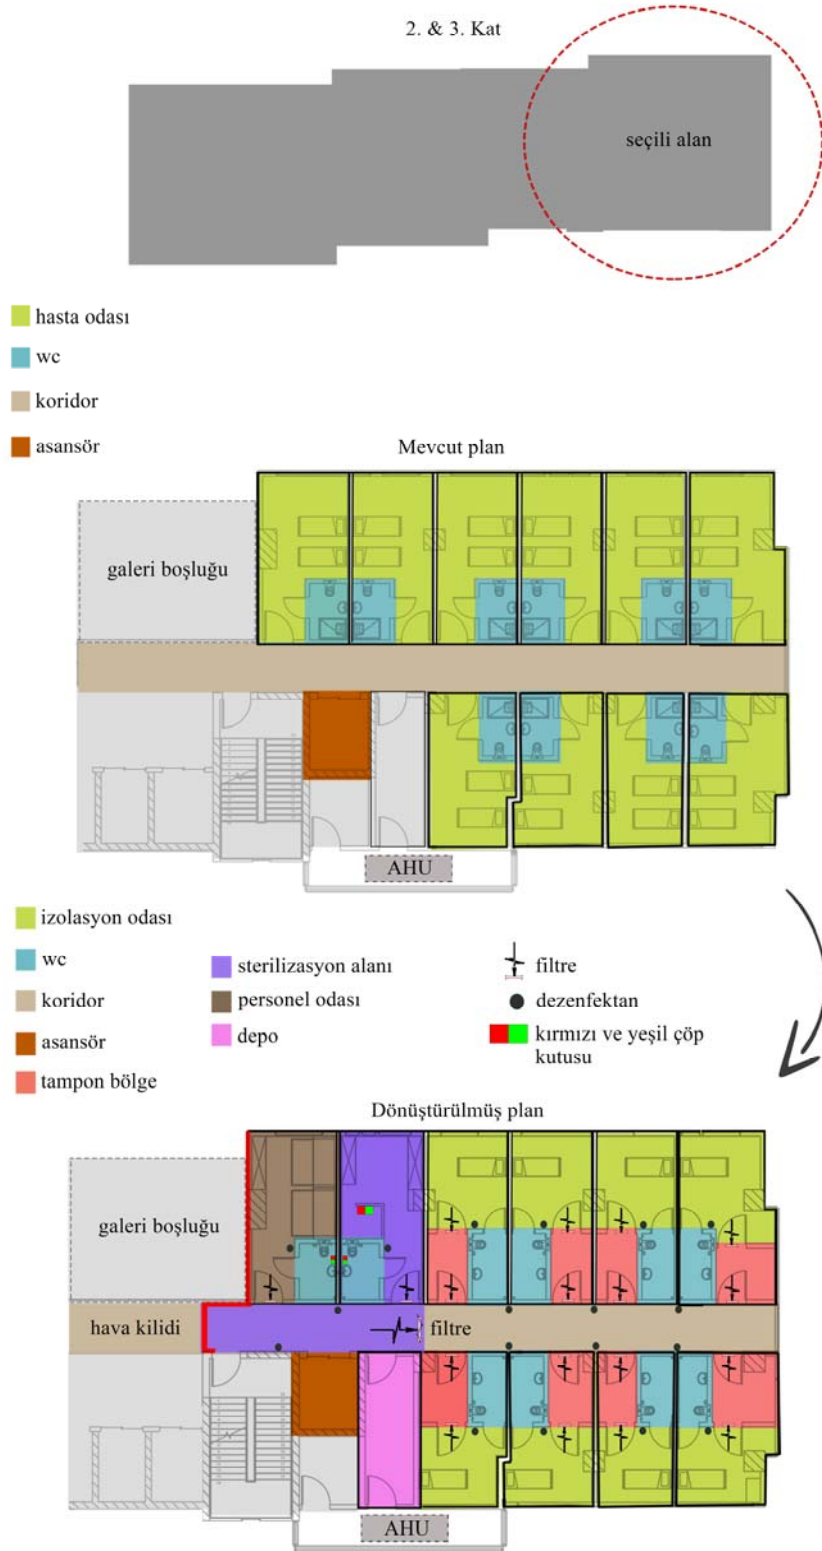 2. & 3. Kat
seçili alan
hasta odası
wc
koridor
asansör
Mevcut plan
galeri boşluğu
AHU
izolasyon odası
wc
koridor
asansör
tampon bölge
sterilizasyon alanı
personel odası
depo
filtre
dezenfektan
kırmızı ve yeşil çöp
kutusu
Dönüştürülmüş plan
galeri boşluğu
hava kilidi
filtre
AHU